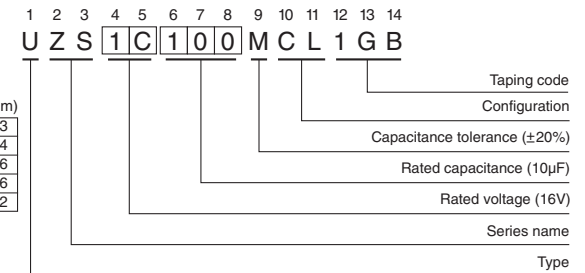 1 2 3 4 5 6 7 8 9 10 11 12 13 14
U Z S 1 C 1 0 0 M C L 1 G B
Taping code
m)
Configuration
3
Capacitance tolerance (±20%)
4
6
Rated capacitance (10µF)
6
2
Rated voltage (16V)
Series name
Type